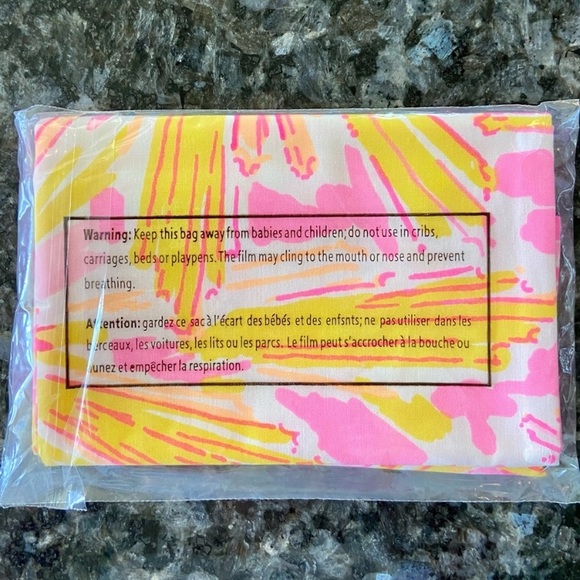 Warning: Keep this bag away from babies and children; do not use in cribs,
carriages, beds or playpens. The film may cling to the mouth or nose and prevent
breathing.
Attention: gardez ce sac à l'écart des bébés et des enfsnts; ne pas utiliser dans les
berceaux, les voitures, les lits ou les parcs. Le film peut s'accrocher à la bouche ou
aunez et empêcher la respiration.